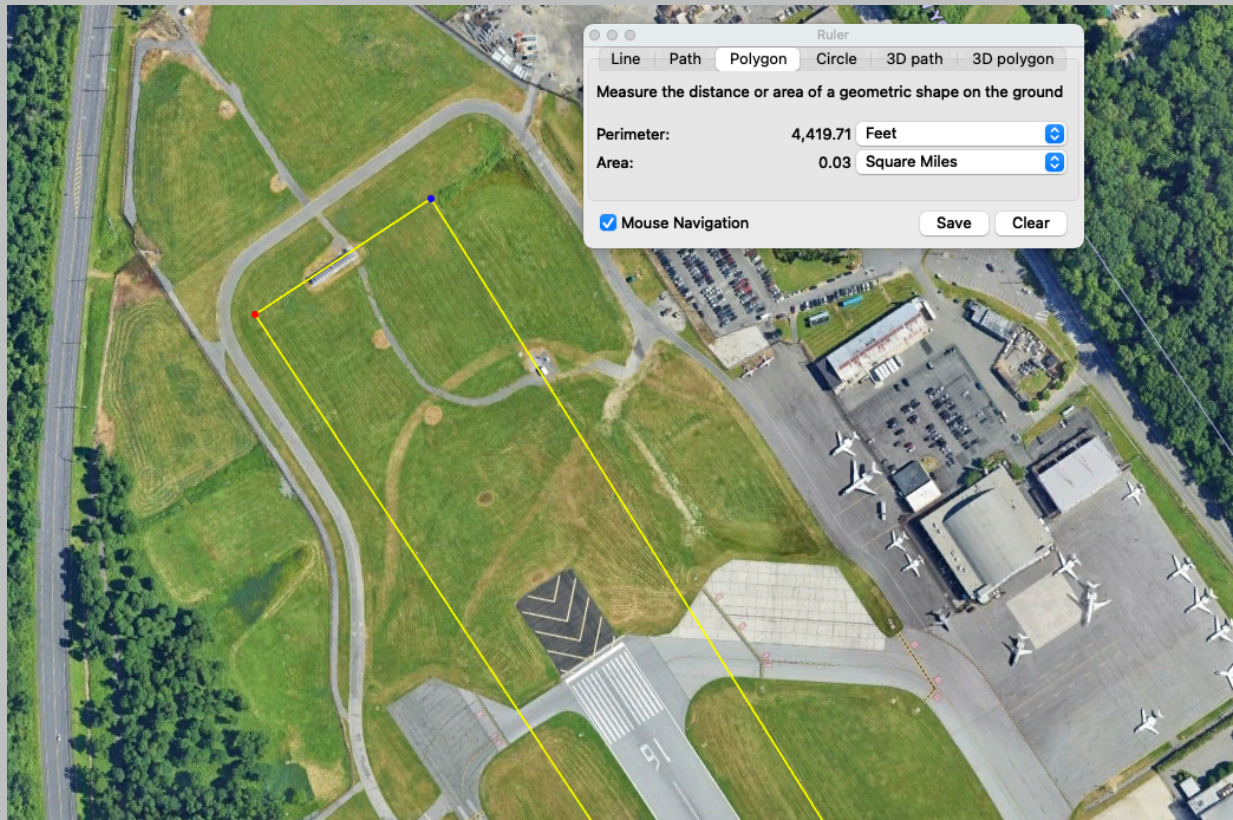 Ruler
Line Path Polygon Circle 3D path 3D polygon
Measure the distance or area of a geometric shape on the ground
Perimeter: 4,419.71 Feet
Area: 0.03 Square Miles
Mouse Navigation Save Clear